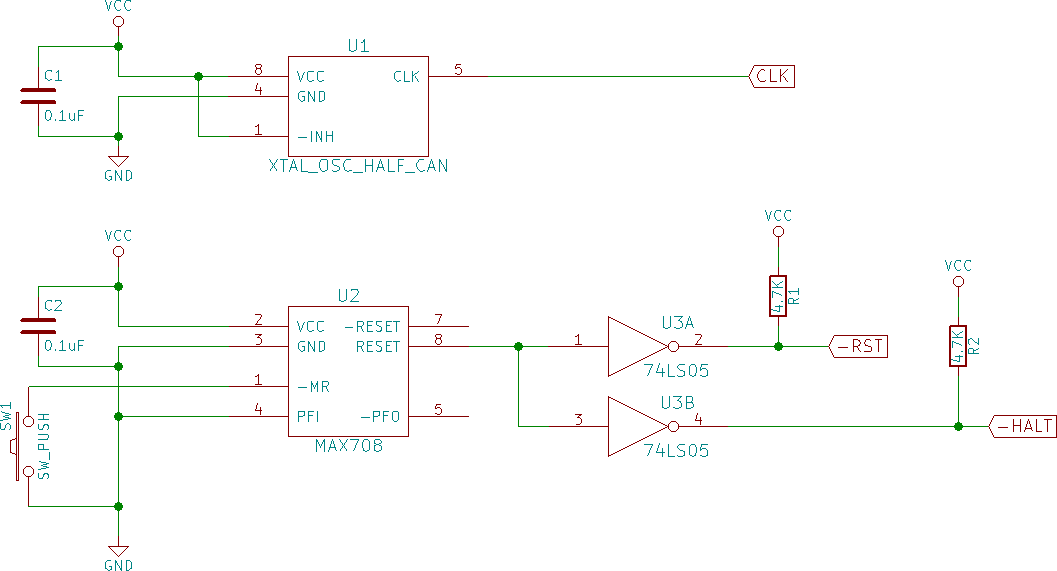 VCC
C1
0.1uF
GND
U1
8 VCC CLK 5
4 GND
1 -INH
XTAL_OSC_HALF_CAN
CLK
VCC
C2
0.1uF
U2
2 VCC -RESET 7
3 GND RESET 8
1 -MR
4 PFI -PFO 5
MAX708
SW1
SW_PUSH
GND
U3A
1 2
74LS05
U3B
3 4
74LS05
VCC
4.7K
R1
-RST
VCC
4.7K
R2
-HALT